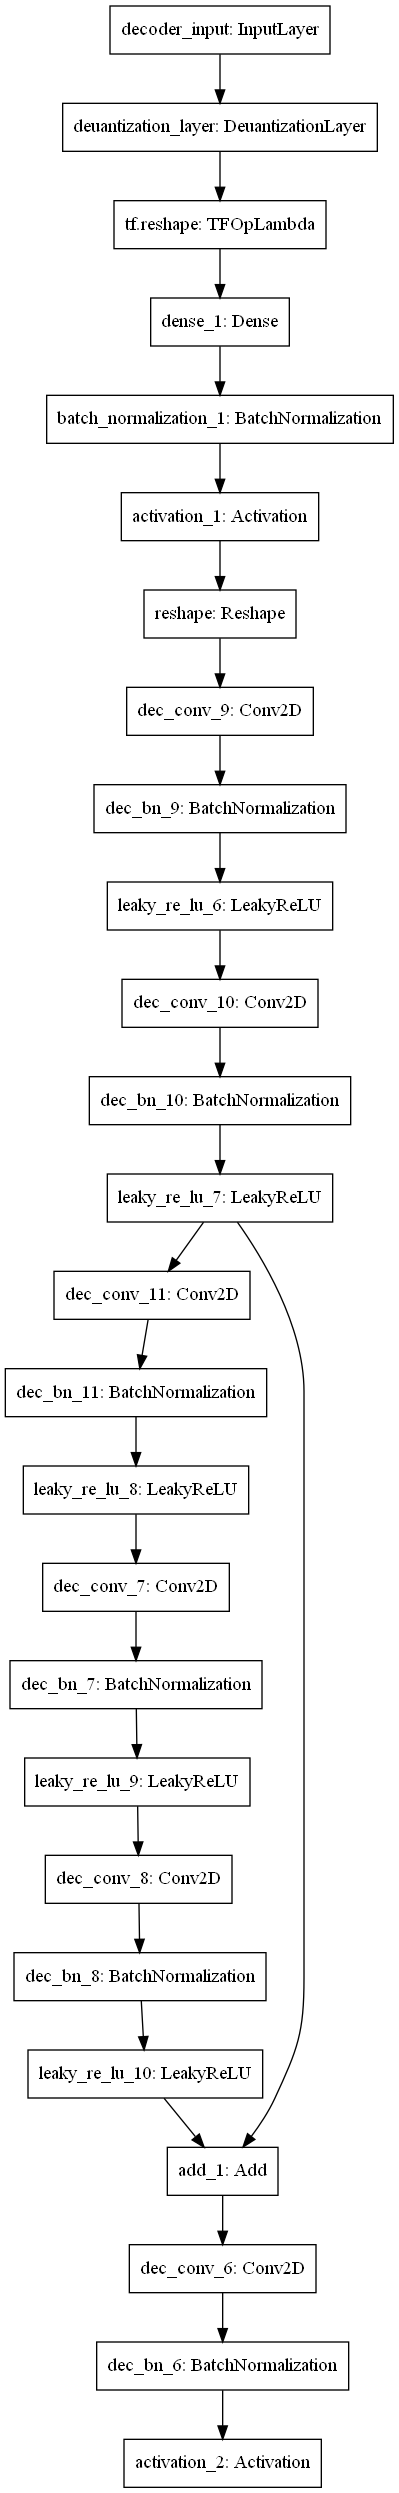 decoder_input: InputLayer
deuantization_layer: DeuantizationLayer
tf.reshape: TFOpLambda
dense_1: Dense
batch_normalization_1: BatchNormalization
activation_1: Activation
reshape: Reshape
dec_conv_9: Conv2D
dec_bn_9: BatchNormalization
leaky_re_lu_6: LeakyReLU
dec_conv_10: Conv2D
dec_bn_10: BatchNormalization
leaky_re_lu_7: LeakyReLU
dec_conv_11: Conv2D
dec_bn_11: BatchNormalization
leaky_re_lu_8: LeakyReLU
dec_conv_7: Conv2D
dec_bn_7: BatchNormalization
leaky_re_lu_9: LeakyReLU
dec_conv_8: Conv2D
dec_bn_8: BatchNormalization
leaky_re_lu_10: LeakyReLU
add_1: Add
dec_conv_6: Conv2D
dec_bn_6: BatchNormalization
activation_2: Activation